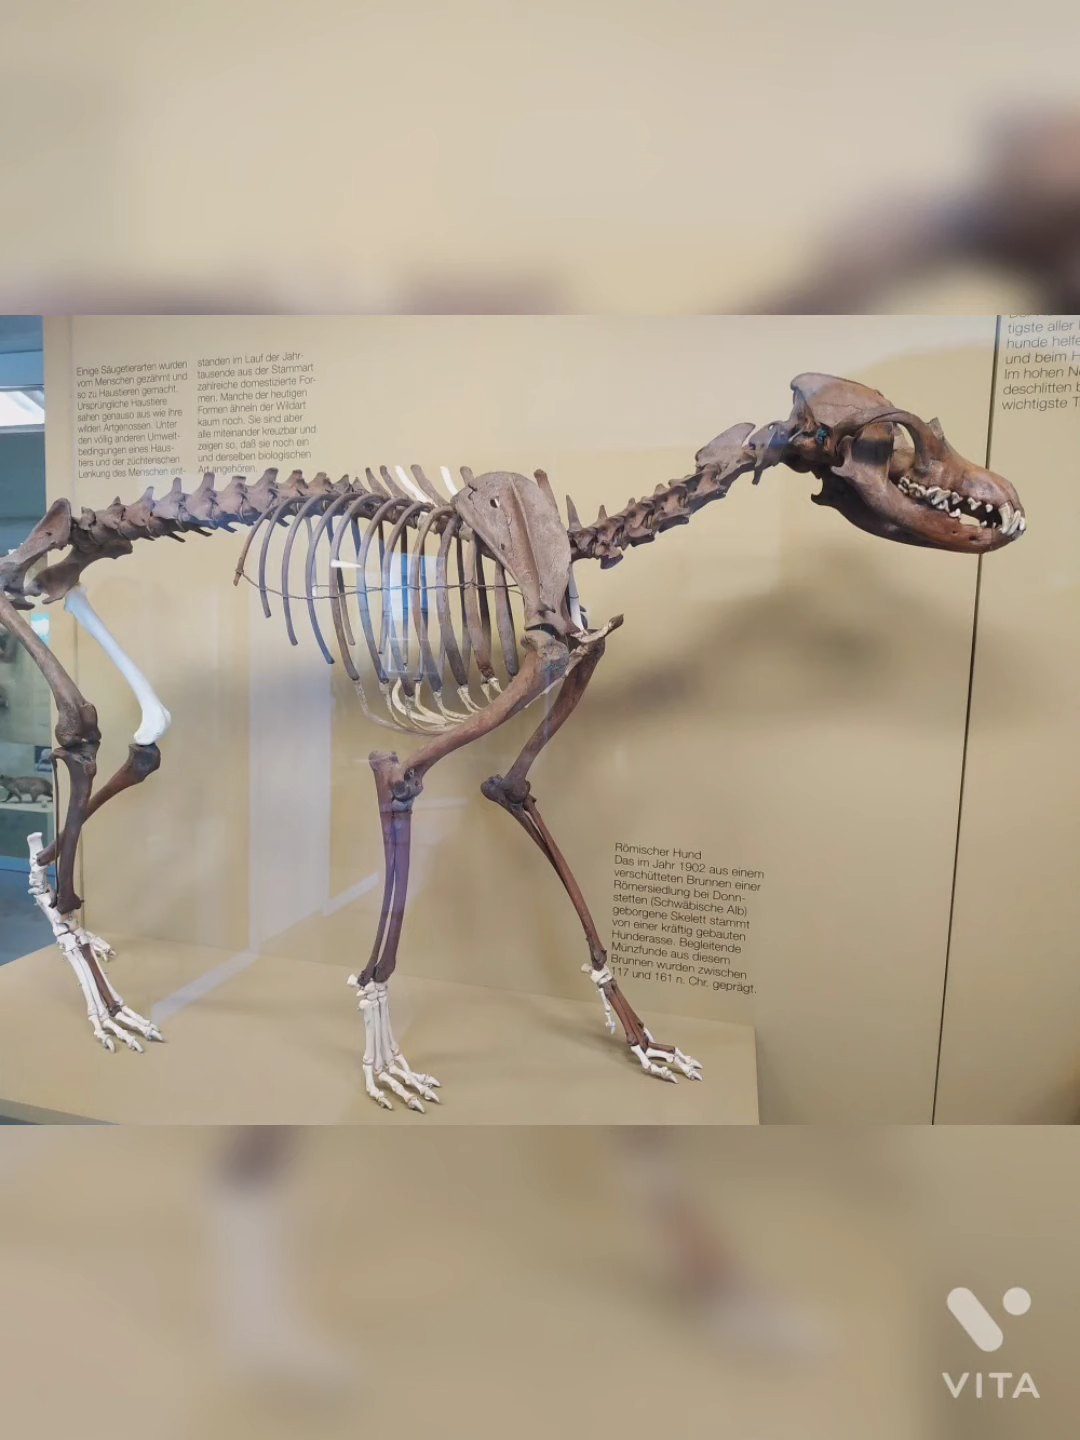 Einige Säugetierarten wurden
vom Menschen gezähmt und
so zu Haustieren gemacht.
Ursprüngliche Haustiere
sahen genauso aus wie ihre
wilden Artgenossen. Unter
den völlig anderen Umwelt-
bedingungen eines Haus-
tiers und der züchterischen
Lenkung des Menschen ent-
standen im Lauf der Jahr-
tausende aus der Stammart
zahlreiche domestizierte For-
men. Manche der heutigen
Formen ähneln der Wildart
kaum noch. Sie sind aber
alle miteinander kreuzbar und
zeigen so, daß sie noch ein
und derselben biologischen
Art angehören.
tigste aller
hunde helfe
und beim H
Im hohen No
deschlitten b
wichtigste T
Römischer Hund
Das im Jahr 1902 aus einem
verschütteten Brunnen einer
Römersiedlung bei Donn-
stetten (Schwäbische Alb)
geborgene Skelett stammt
von einer kräftig gebauten
Hunderasse. Begleitende
Münzfunde aus diesem
Brunnen wurden zwischen
117 und 161 n. Chr. geprägt.
VITA